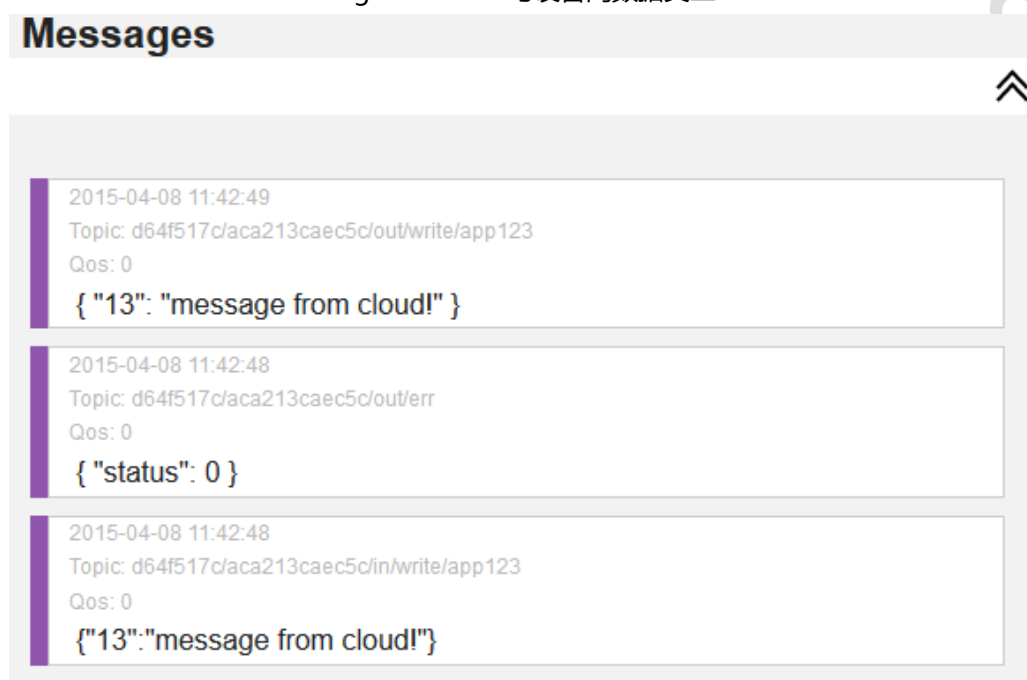 Messages
2015-04-08 11:42:49
Topic: d64f517c/aca213caec5c/out/write/app123
Qos: 0
{ "13": "message from cloud!" }
2015-04-08 11:42:48
Topic: d64f517c/aca213caec5c/out/err
Qos: 0
{ "status": 0 }
2015-04-08 11:42:48
Topic: d64f517c/aca213caec5c/in/write/app123
Qos: 0
{"13":"message from cloud!"}